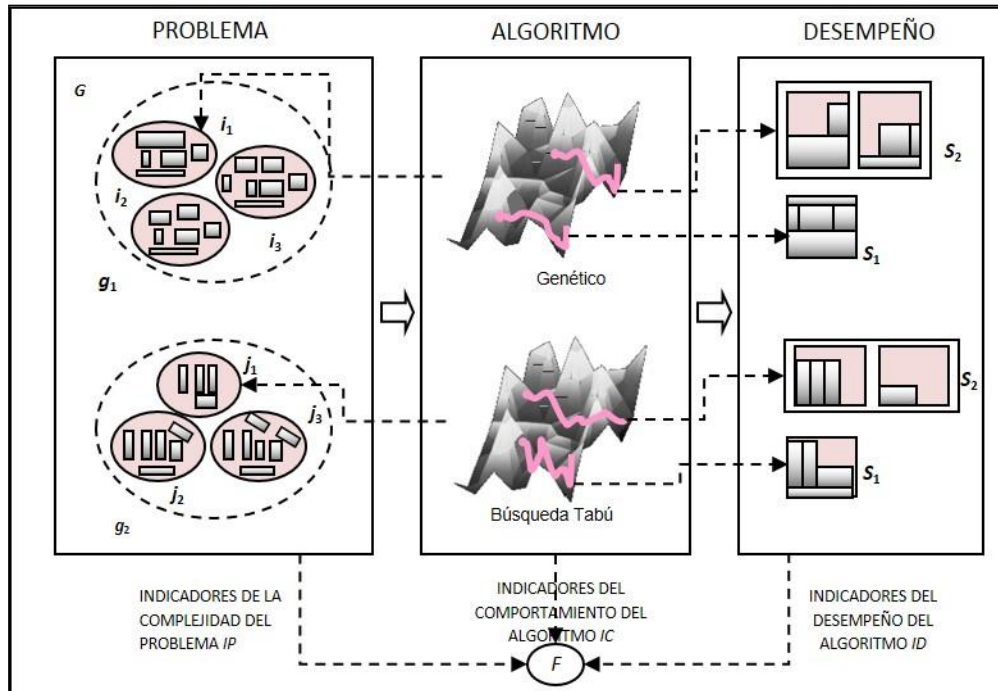 PROBLEMA
ALGORITMO
DESEMPEÑO
G
i1
i2
i3
g1
Genético
S2
S1
j1
j3
j2
g2
Búsqueda Tabú
S2
S1
INDICADORES DE LA
COMPLEJIDAD DEL
PROBLEMA IP
INDICADORES DEL
COMPORTAMIENTO DEL
ALGORITMO IC
INDICADORES DEL
DESEMPEÑO DEL
ALGORITMO ID
F